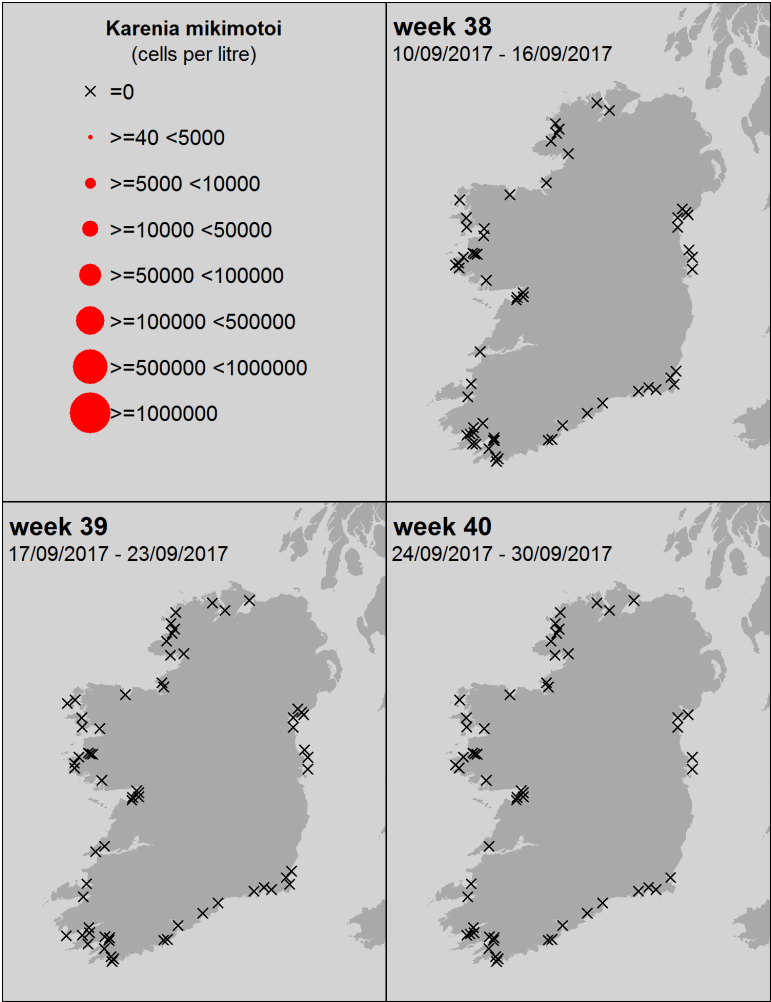 Karenia mikimotoi
(cells per litre)
=0
>=40 <5000
>=5000 <10000
>=10000 <50000
>=50000 <100000
>=100000 <500000
>=500000 <1000000
>=1000000
week 38
10/09/2017 - 16/09/2017
week 39
17/09/2017 - 23/09/2017
week 40
24/09/2017 - 30/09/2017